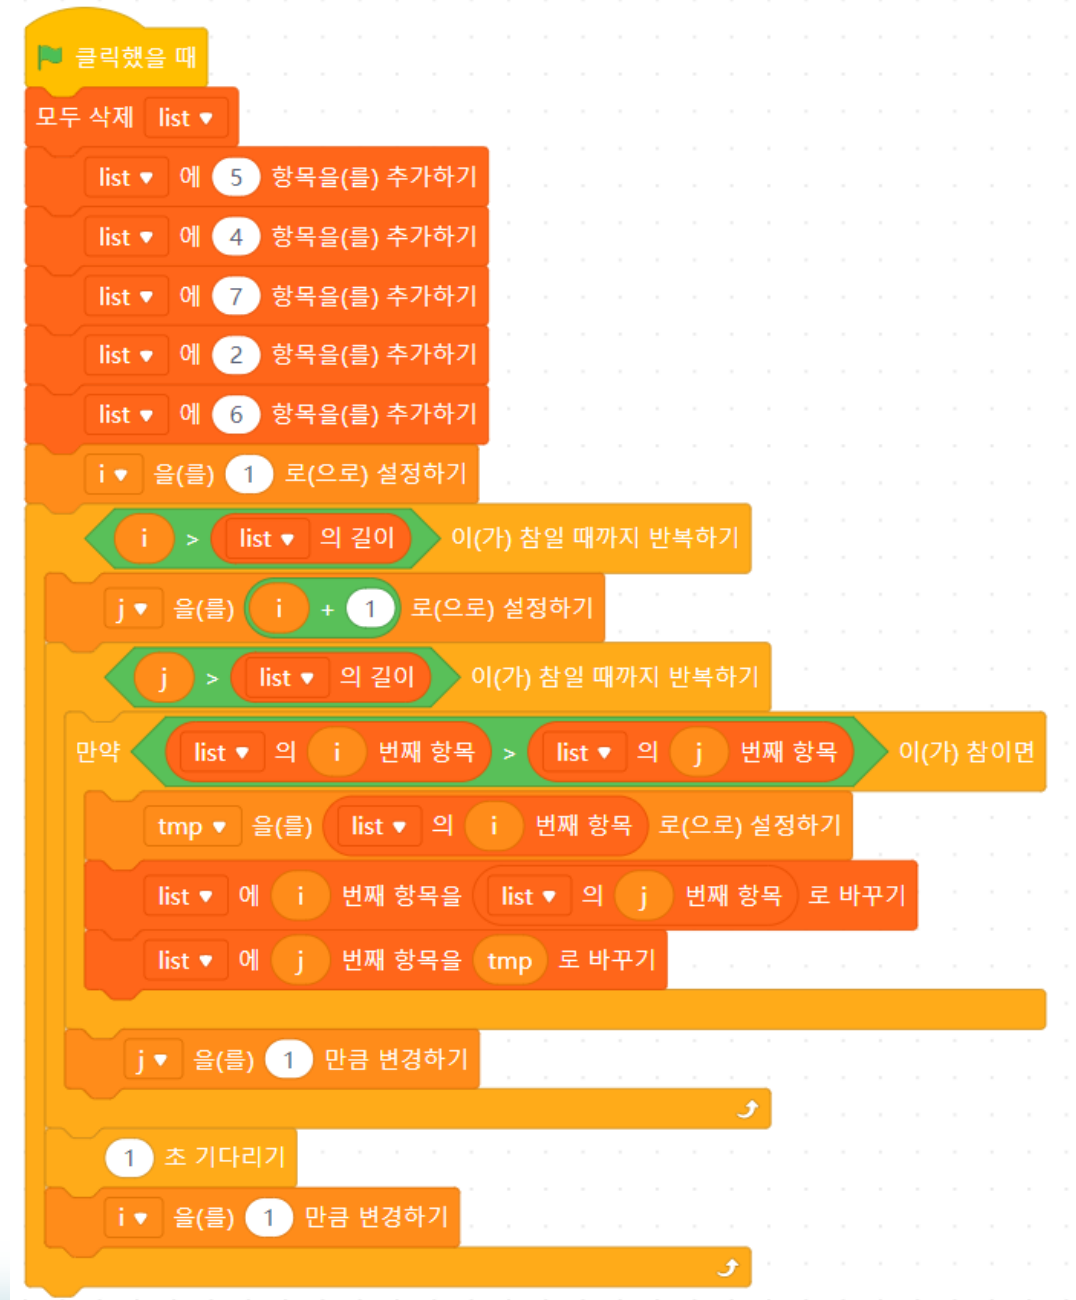 클릭했을 때
모두 삭제 list
list 에 5 항목을(를) 추가하기
list 에 4 항목을(를) 추가하기
list 에 7 항목을(를) 추가하기
list 에 2 항목을(를) 추가하기
list 에 6 항목을(를) 추가하기
i 을(를) 1 로(으로) 설정하기
i > list 의 길이 이(가) 참일 때까지 반복하기
j 을(를) i + 1 로(으로) 설정하기
j > list 의 길이 이(가) 참일 때까지 반복하기
만약 list 의 i 번째 항목 > list 의 j 번째 항목 이(가) 참이면
tmp 을(를) list 의 i 번째 항목 로(으로) 설정하기
list 에 i 번째 항목을 list 의 j 번째 항목 로 바꾸기
list 에 j 번째 항목을 tmp 로 바꾸기
j 을(를) 1 만큼 변경하기
1 초 기다리기
i 을(를) 1 만큼 변경하기